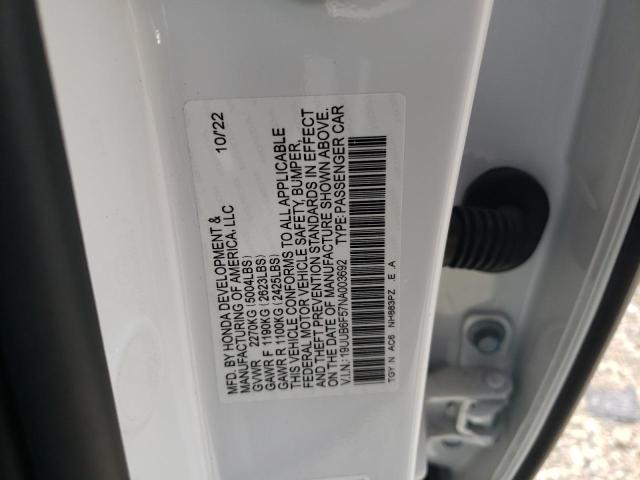 MFD. BY HONDA DEVELOPMENT & 10/22
MANUFACTURING OF AMERICA, LLC
GVWR 2270KG (5004LBS)
GAWR F 1190KG (2623LBS)
GAWR R 1100KG (2425LBS)
THIS VEHICLE CONFORMS TO ALL APPLICABLE
FEDERAL MOTOR VEHICLE SAFETY, BUMPER,
AND THEFT PREVENTION STANDARDS IN EFFECT
ON THE DATE OF MANUFACTURE SHOWN ABOVE.
V.I.N.:19UUB6F57NA003692 TYPE:PASSENGER CAR
TGY N AC6 NH883PZ .E .A